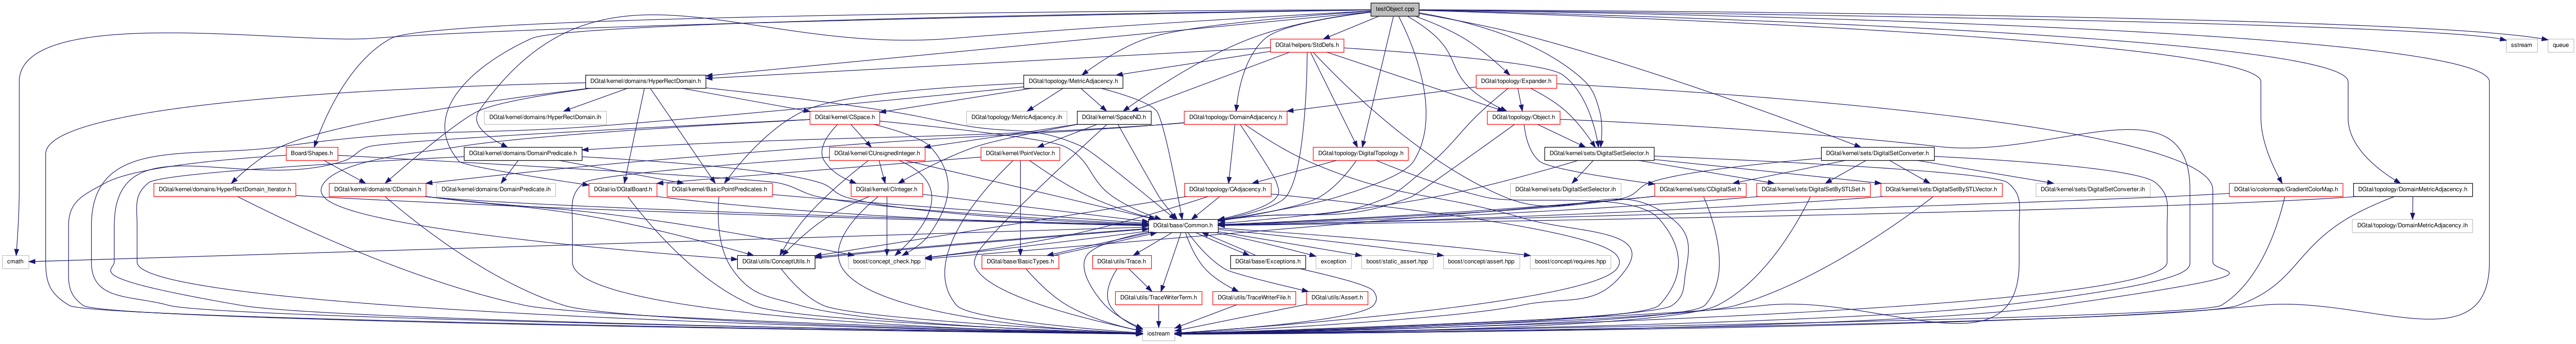 testObject.cpp
DGtal/helpers/StdDefs.h
sstream
queue
DGtal/kernel/domains/HyperRectDomain.h
DGtal/topology/MetricAdjacency.h
DGtal/topology/Expander.h
DGtal/kernel/domains/HyperRectDomain.ih
DGtal/kernel/CSpace.h
DGtal/topology/MetricAdjacency.ih
DGtal/kernel/SpaceND.h
DGtal/topology/DomainAdjacency.h
DGtal/topology/Object.h
Board/Shapes.h
DGtal/kernel/domains/DomainPredicate.h
DGtal/kernel/CUnsignedInteger.h
DGtal/kernel/PointVector.h
DGtal/topology/DigitalTopology.h
DGtal/kernel/sets/DigitalSetSelector.h
DGtal/kernel/sets/DigitalSetConverter.h
DGtal/kernel/domains/HyperRectDomain_Iterator.h
DGtal/kernel/domains/CDomain.h
DGtal/kernel/domains/DomainPredicate.ih
DGtal/io/DGtalBoard.h
DGtal/kernel/BasicPointPredicates.h
DGtal/kernel/CInteger.h
DGtal/topology/CAdjacency.h
DGtal/kernel/sets/DigitalSetSelector.ih
DGtal/kernel/sets/CDigitalSet.h
DGtal/kernel/sets/DigitalSetBySTLSet.h
DGtal/kernel/sets/DigitalSetBySTLVector.h
DGtal/kernel/sets/DigitalSetConverter.ih
DGtal/io/colormaps/GradientColorMap.h
DGtal/topology/DomainMetricAdjacency.h
DGtal/base/Common.h
DGtal/topology/DomainMetricAdjacency.ih
cmath
DGtal/utils/ConceptUtils.h
boost/concept_check.hpp
DGtal/base/BasicTypes.h
DGtal/utils/Trace.h
DGtal/base/Exceptions.h
exception
boost/static_assert.hpp
boost/concept/assert.hpp
boost/concept/requires.hpp
DGtal/utils/TraceWriterTerm.h
DGtal/utils/TraceWriterFile.h
DGtal/utils/Assert.h
iostream